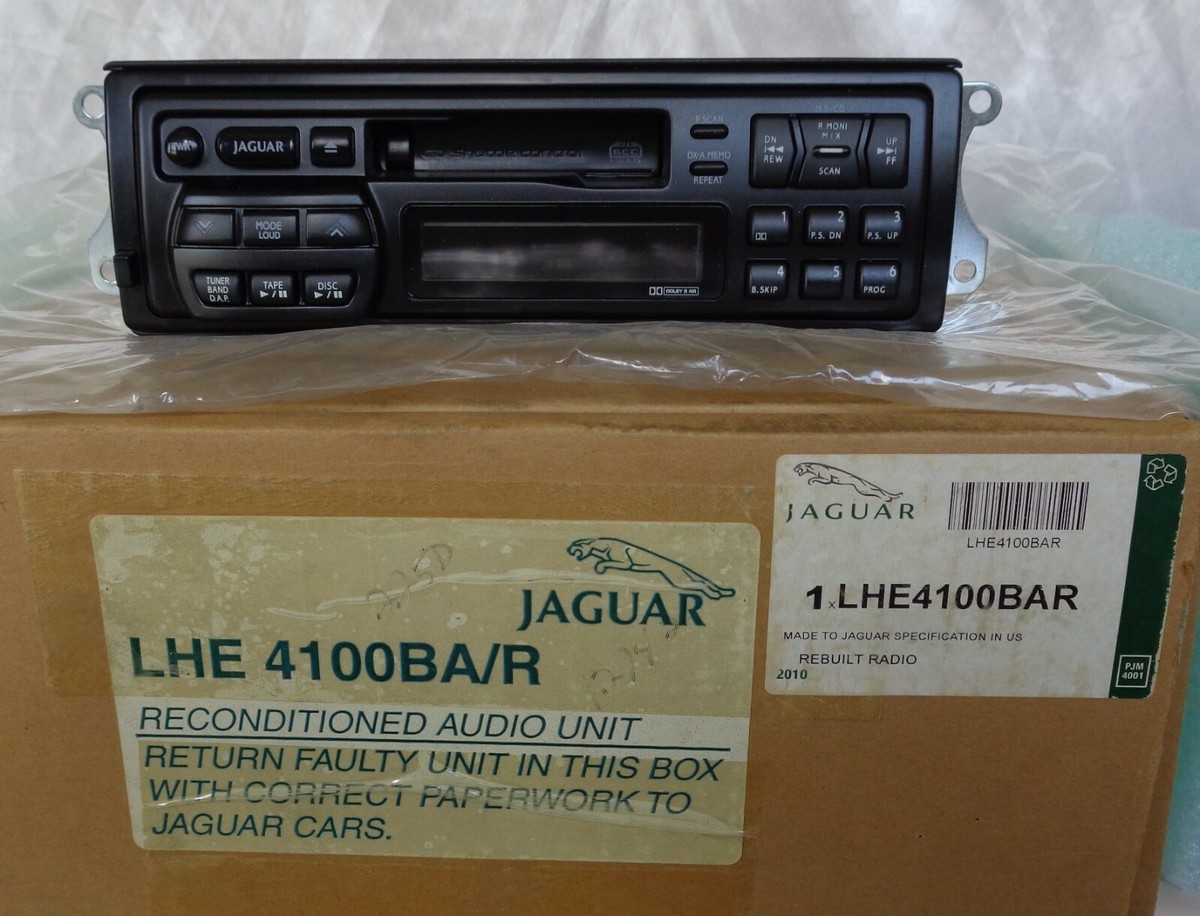 PWR
JAGUAR
P.SCAN
DX-A.MEMO
REPEAT
M.S-CD
R.MONI
MIX
SCAN
DN
REW
UP
FF
MODE
LOUD
TUNER
BAND
D.A.P.
TAPE
DISC
DOLBY B NR
1
2
P.S. DN
3
P.S. UP
4
B.SKIP
5
6
PROG
JAGUAR
LHE 4100BA/R
RECONDITIONED AUDIO UNIT
RETURN FAULTY UNIT IN THIS BOX
WITH CORRECT PAPERWORK TO
JAGUAR CARS.
JAGUAR
LHE4100BAR
1 x LHE4100BAR
MADE TO JAGUAR SPECIFICATION IN US
REBUILT RADIO
2010
PJM
4001